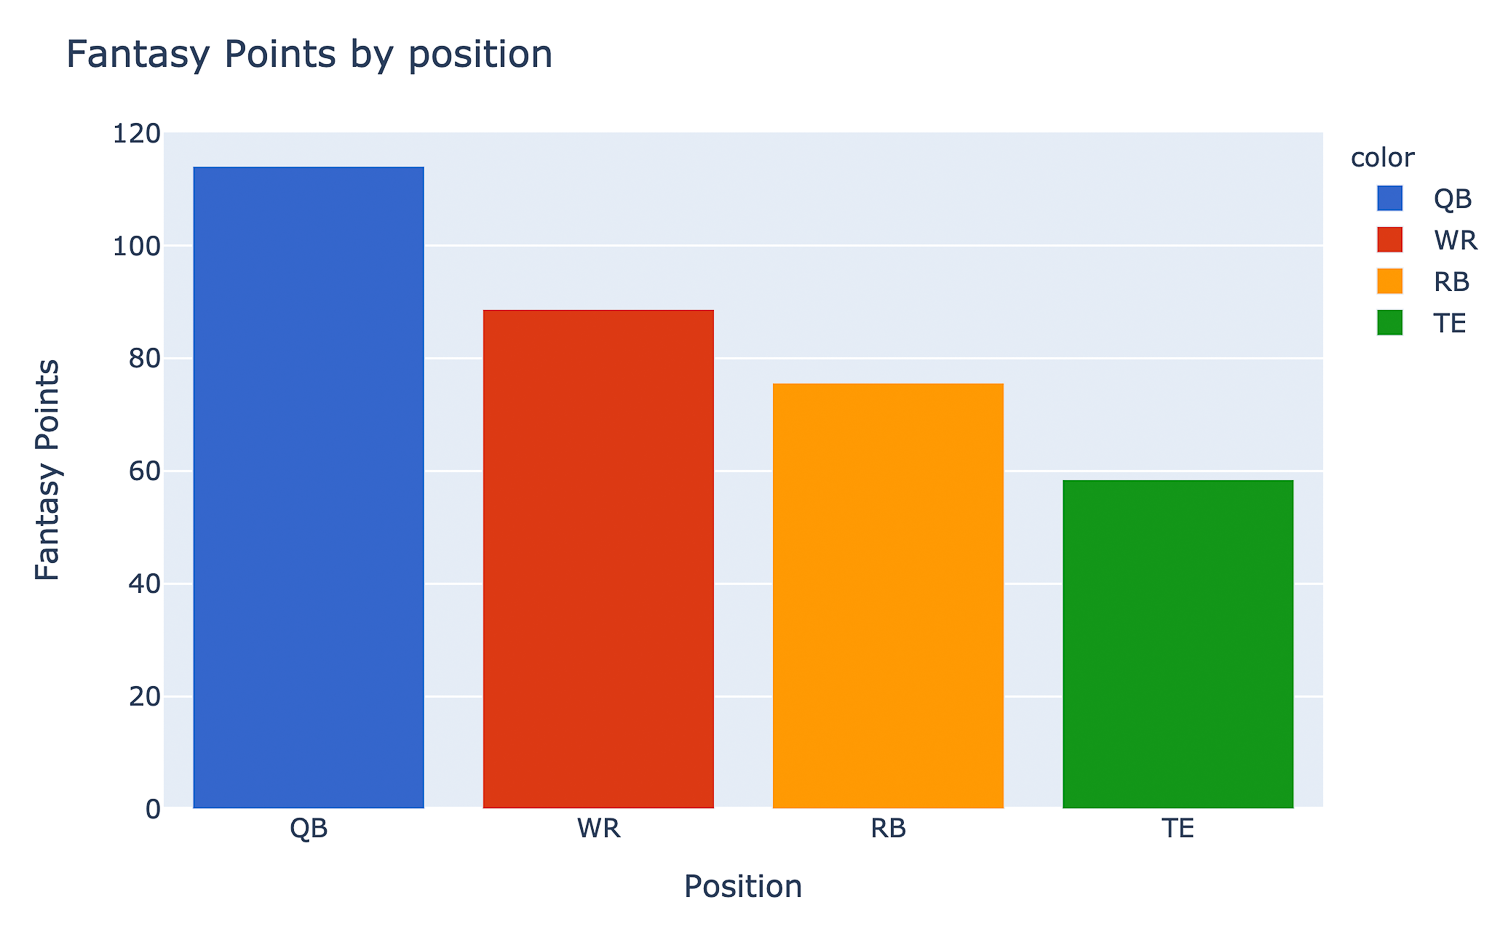 Fantasy Points by position
120
100
80
60
40
20
0
Fantasy Points
QB
WR
RB
TE
Position
color
QB
WR
RB
TE